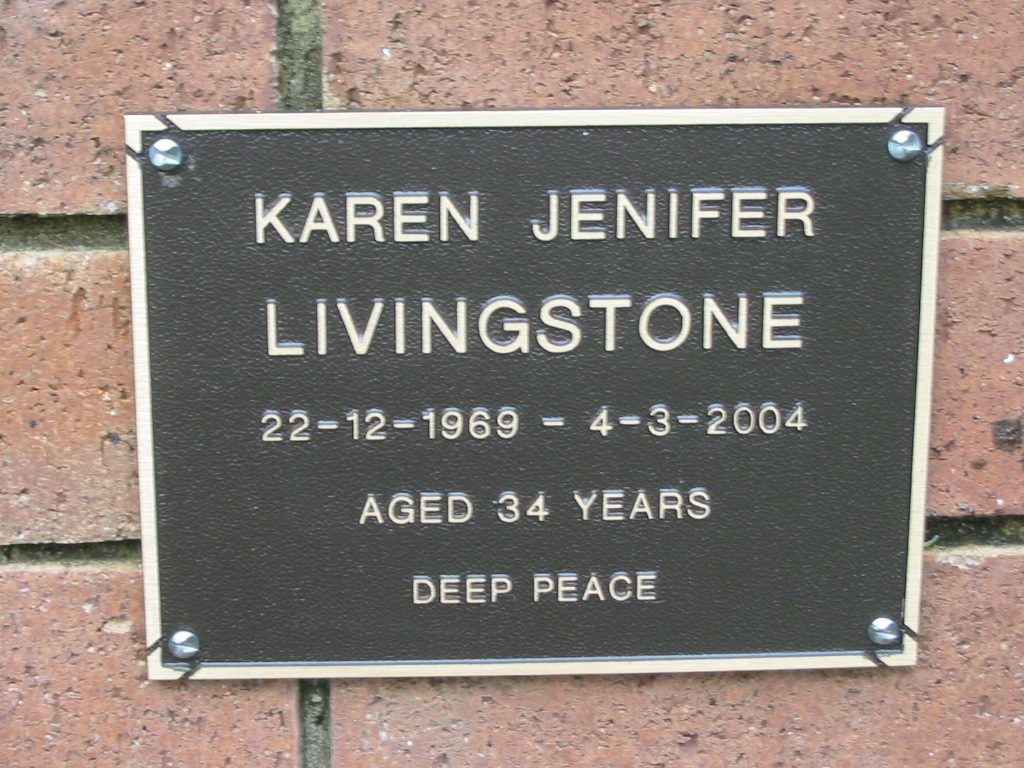 KAREN JENIFER
LIVINGSTONE
22-12-1969 - 4-3-2004
AGED 34 YEARS
DEEP PEACE